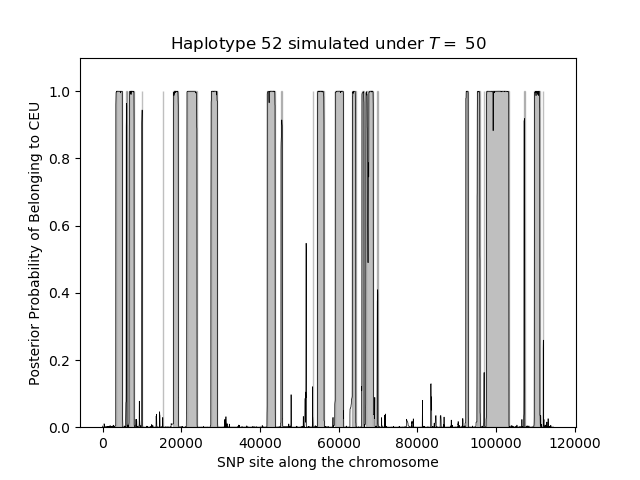 Haplotype 52 simulated under T = 50
Posterior Probability of Belonging to CEU
1.0
0.8
0.6
0.4
0.2
0.0
0 20000 40000 60000 80000 100000 120000
SNP site along the chromosome